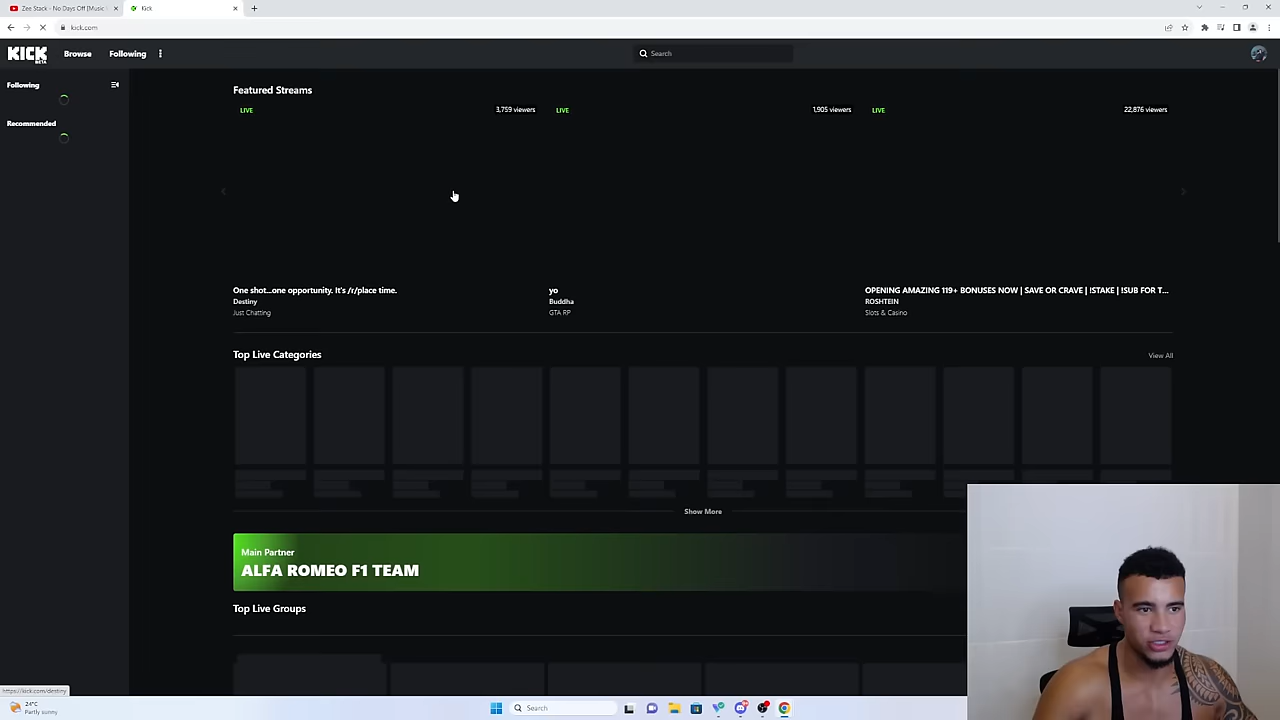 Zee Stack - No Days Off [Music
Kick
kick.com
KICK
BETA
Browse
Following
Search
Following
Recommended
Featured Streams
LIVE
3,759 viewers
LIVE
1,905 viewers
LIVE
22,876 viewers
One shot...one opportunity. It's /r/place time.
Destiny
Just Chatting
yo
Buddha
GTA RP
OPENING AMAZING 119+ BONUSES NOW | SAVE OR CRAVE | !STAKE | !SUB FOR T...
ROSHTEIN
Slots & Casino
Top Live Categories
View All
Show More
Main Partner
ALFA ROMEO F1 TEAM
Top Live Groups
https://kick.com/destiny
24°C
Partly sunny
Search